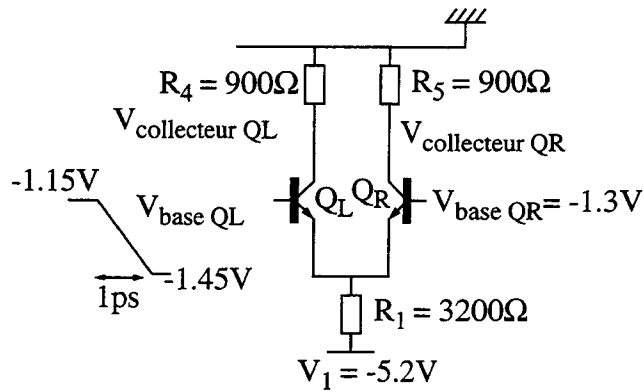 R4 = 900Ω
R5 = 900Ω
Vcollecteur QL
Vcollecteur QR
-1.15V
Vbase QL
QL
QR
Vbase QR= -1.3V
-1.45V
1ps
R1 = 3200Ω
V1 = -5.2V